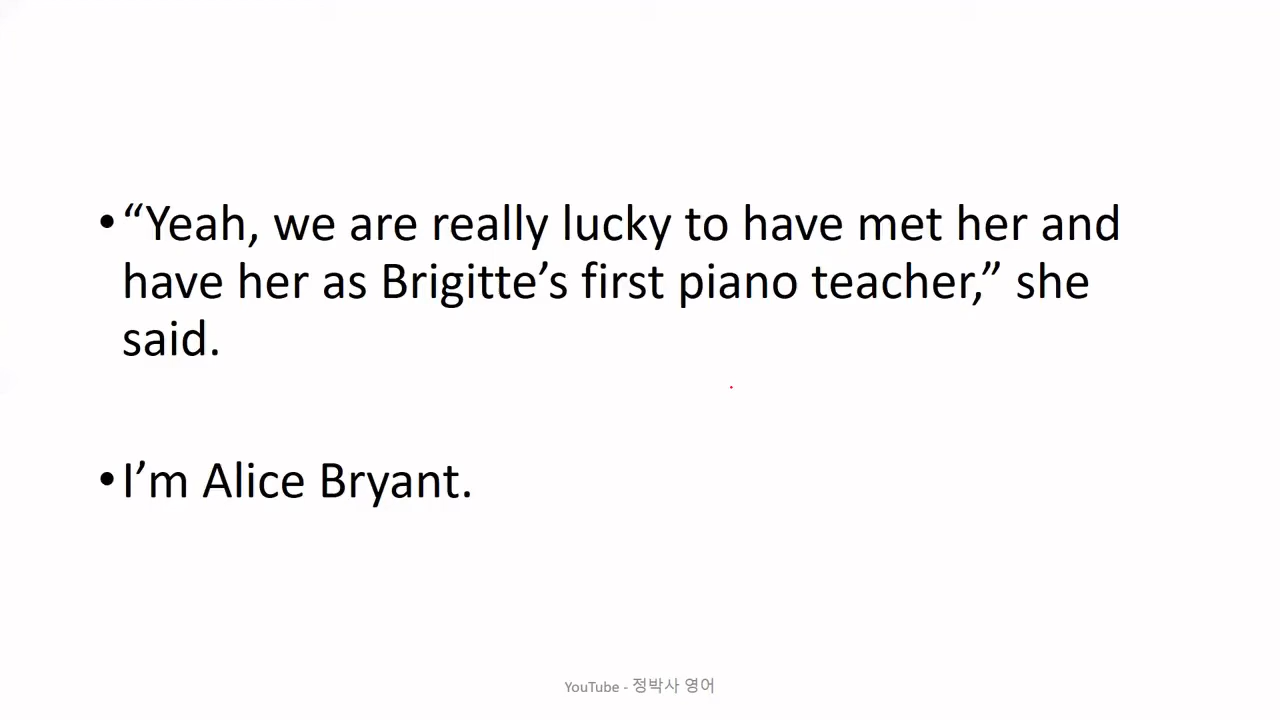 •“Yeah, we are really lucky to have met her and
have her as Brigitte’s first piano teacher,” she
said.
•I’m Alice Bryant.
YouTube - 정박사 영어